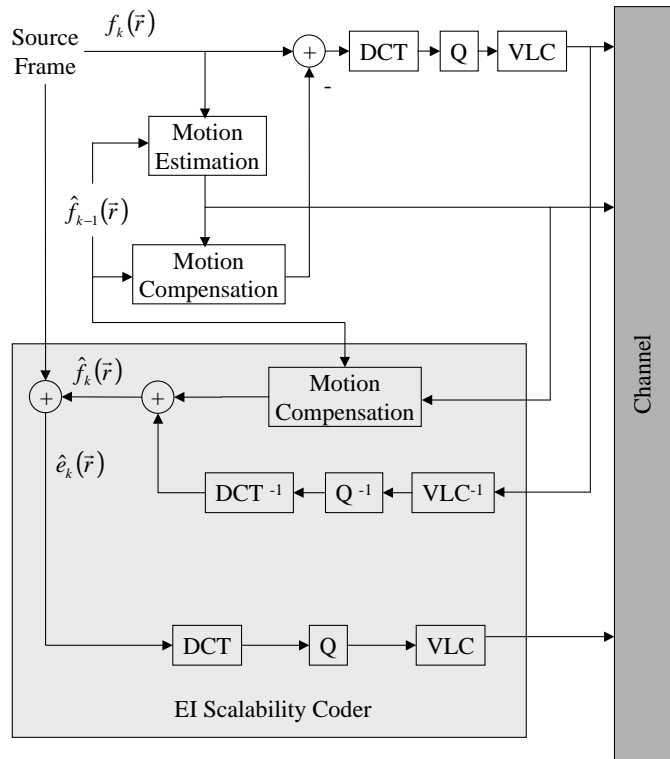 Source
Frame
f_k(r⃗)
+
-
DCT
Q
VLC
Motion
Estimation
f̂_{k-1}(r⃗)
Motion
Compensation
Channel
f̂_k(r⃗)
+
+
Motion
Compensation
ê_k(r⃗)
DCT -1
Q -1
VLC-1
DCT
Q
VLC
EI Scalability Coder